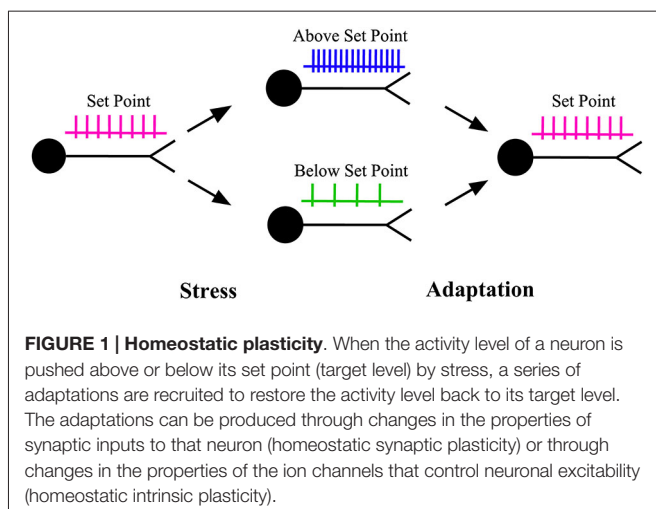 Above Set Point
Set Point
Set Point
Below Set Point
Stress
Adaptation
FIGURE 1 | Homeostatic plasticity. When the activity level of a neuron is
pushed above or below its set point (target level) by stress, a series of
adaptations are recruited to restore the activity level back to its target level.
The adaptations can be produced through changes in the properties of
synaptic inputs to that neuron (homeostatic synaptic plasticity) or through
changes in the properties of the ion channels that control neuronal excitability
(homeostatic intrinsic plasticity).